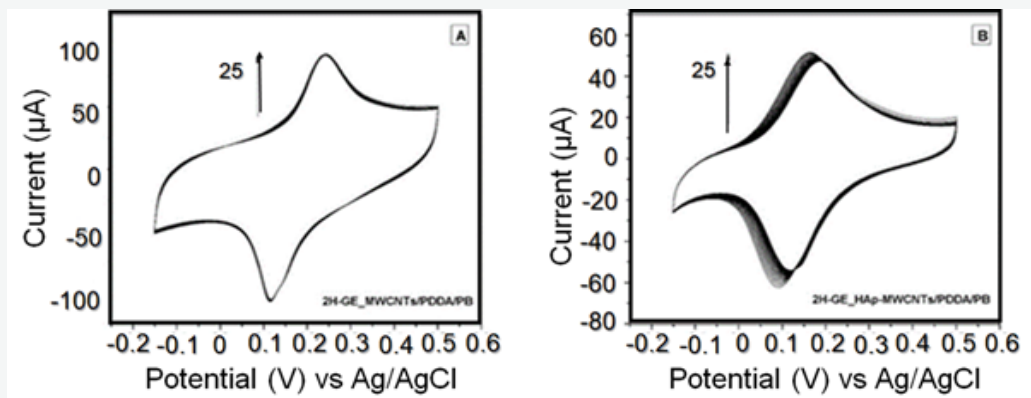 A
100
50
0
-50
-100
Current (µA)
25
2H-GE_MWCNTs/PDDA/PB
-0.2 -0.1 0 0.1 0.2 0.3 0.4 0.5 0.6
Potential (V) vs Ag/AgCl
B
60
40
20
0
-20
-40
-60
-80
Current (µA)
25
2H-GE_HAp-MWCNTs/PDDA/PB
-0.2 -0.1 0 0.1 0.2 0.3 0.4 0.5 0.6
Potential (V) vs Ag/AgCl